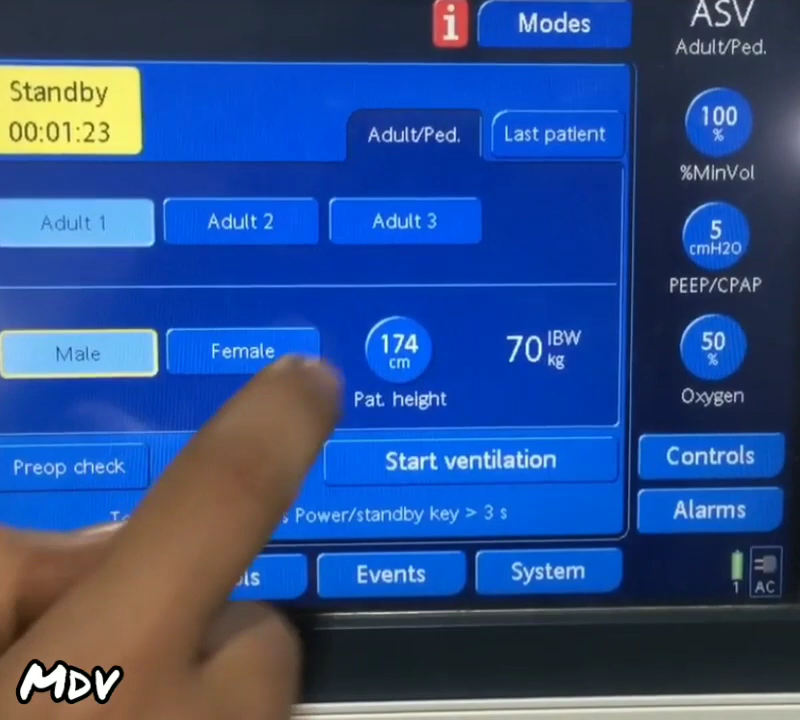 i
Modes
ASV
Adult/Ped.
Standby
00:01:23
Adult/Ped.
Last patient
100
%
%MinVol
Adult 1
Adult 2
Adult 3
5
cmH2O
PEEP/CPAP
Male
Female
174
cm
Pat. height
70 IBW
kg
50
%
Oxygen
Preop check
Start ventilation
Controls
Power/standby key > 3 s
Alarms
Events
System
1
AC
MDV